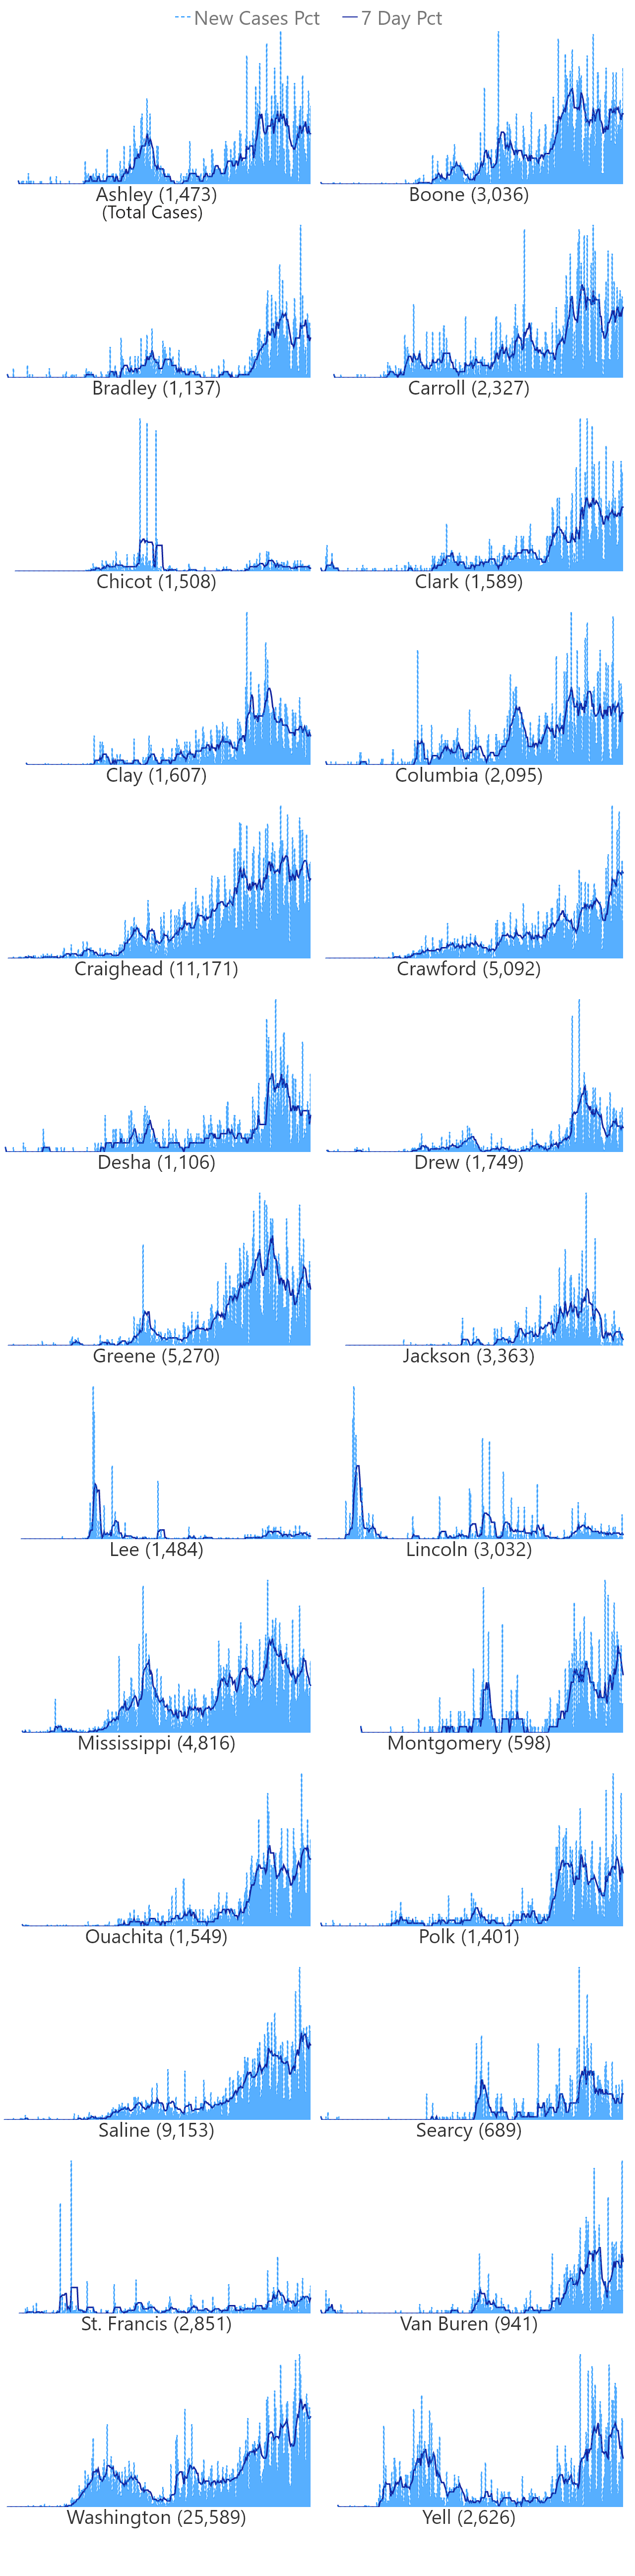 New Cases Pct 7 Day Pct
Ashley (1,473) Boone (3,036)
(Total Cases)
Bradley (1,137) Carroll (2,327)
Chicot (1,508) Clark (1,589)
Clay (1,607) Columbia (2,095)
Craighead (11,171) Crawford (5,092)
Desha (1,106) Drew (1,749)
Greene (5,270) Jackson (3,363)
Lee (1,484) Lincoln (3,032)
Mississippi (4,816) Montgomery (598)
Ouachita (1,549) Polk (1,401)
Saline (9,153) Searcy (689)
St. Francis (2,851) Van Buren (941)
Washington (25,589) Yell (2,626)